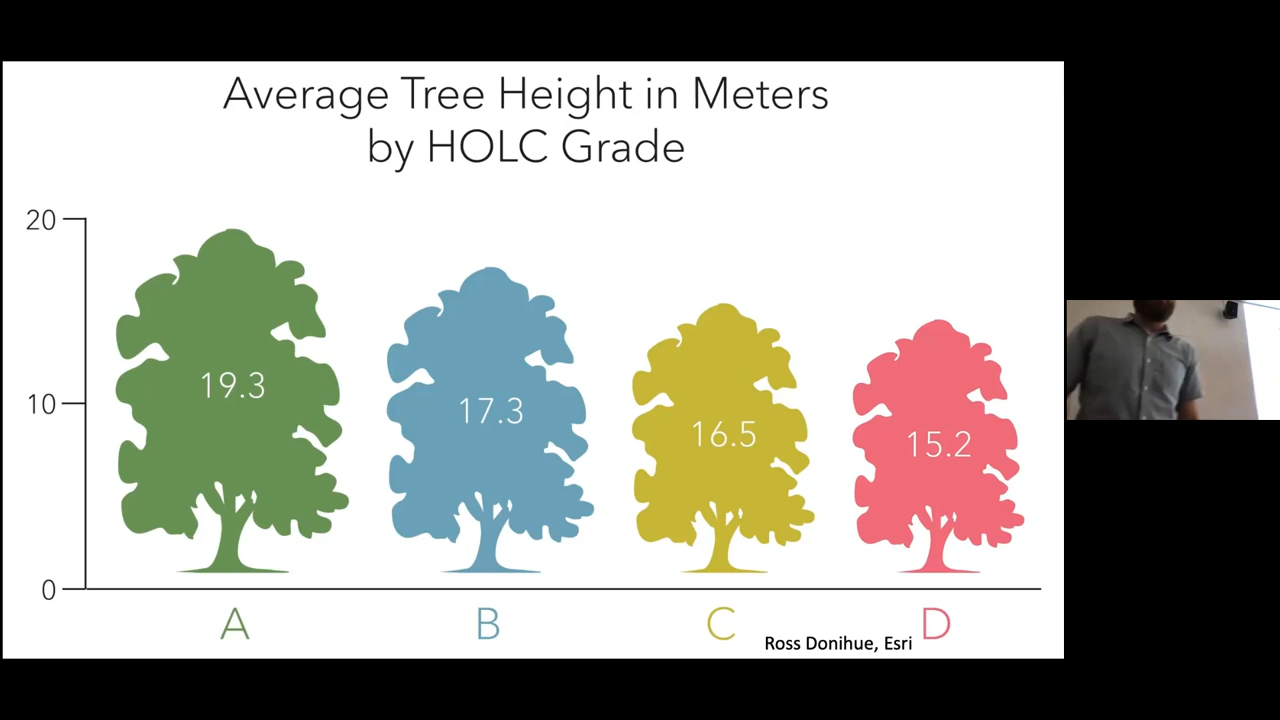 Average Tree Height in Meters
by HOLC Grade
20
10
0
19.3
17.3
16.5
15.2
A
B
C
D
Ross Donihue, Esri